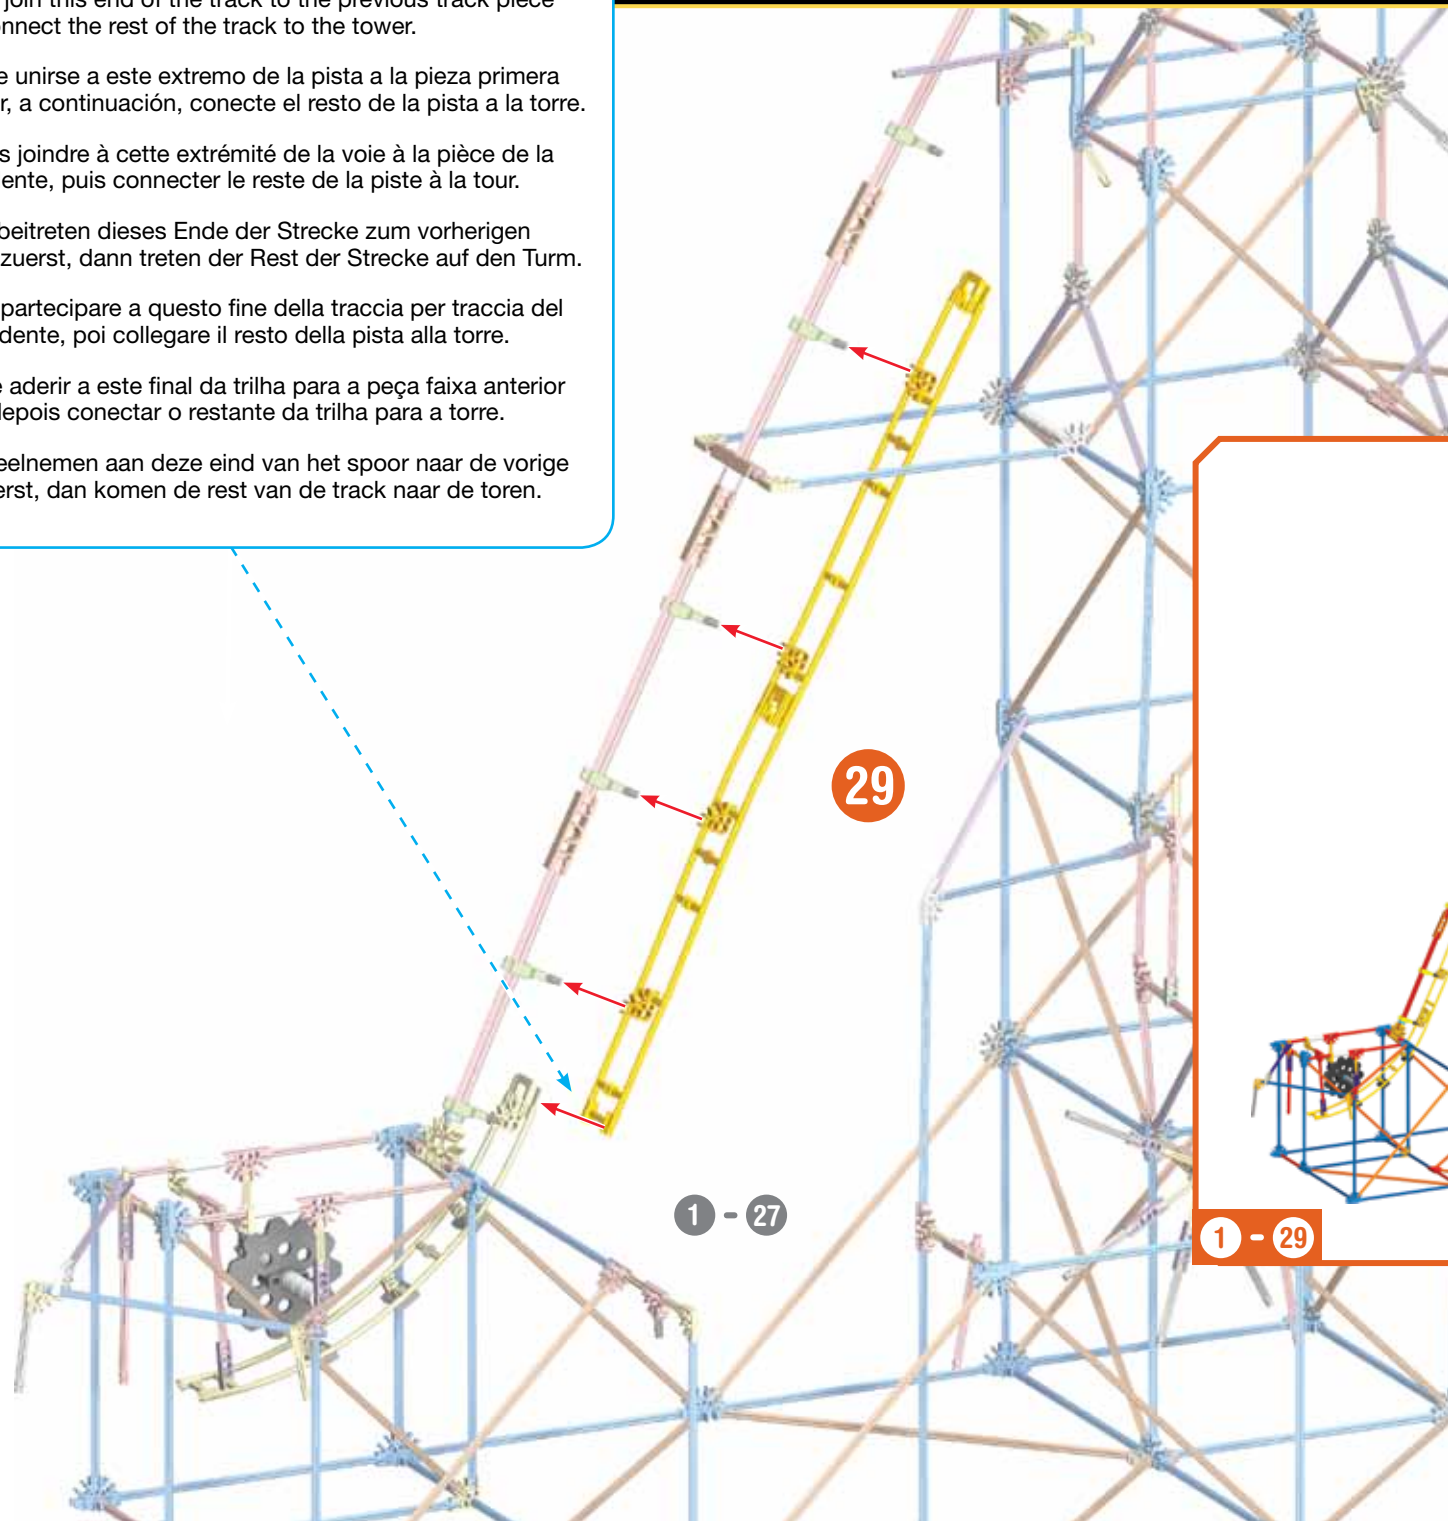 join this end of the track to the previous track piece
nnect the rest of the track to the tower.
e unirse a este extremo de la pista a la pieza primera
r, a continuación, conecte el resto de la pista a la torre.
s joindre à cette extrémité de la voie à la pièce de la
ente, puis connecter le reste de la piste à la tour.
beitreten dieses Ende der Strecke zum vorherigen
zuerst, dann treten der Rest der Strecke auf den Turm.
partecipare a questo fine della traccia per traccia del
dente, poi collegare il resto della pista alla torre.
e aderir a este final da trilha para a peça faixa anterior
depois conectar o restante da trilha para a torre.
eelnemen aan deze eind van het spoor naar de vorige
erst, dan komen de rest van de track naar de toren.
29
1 - 27
1 - 29